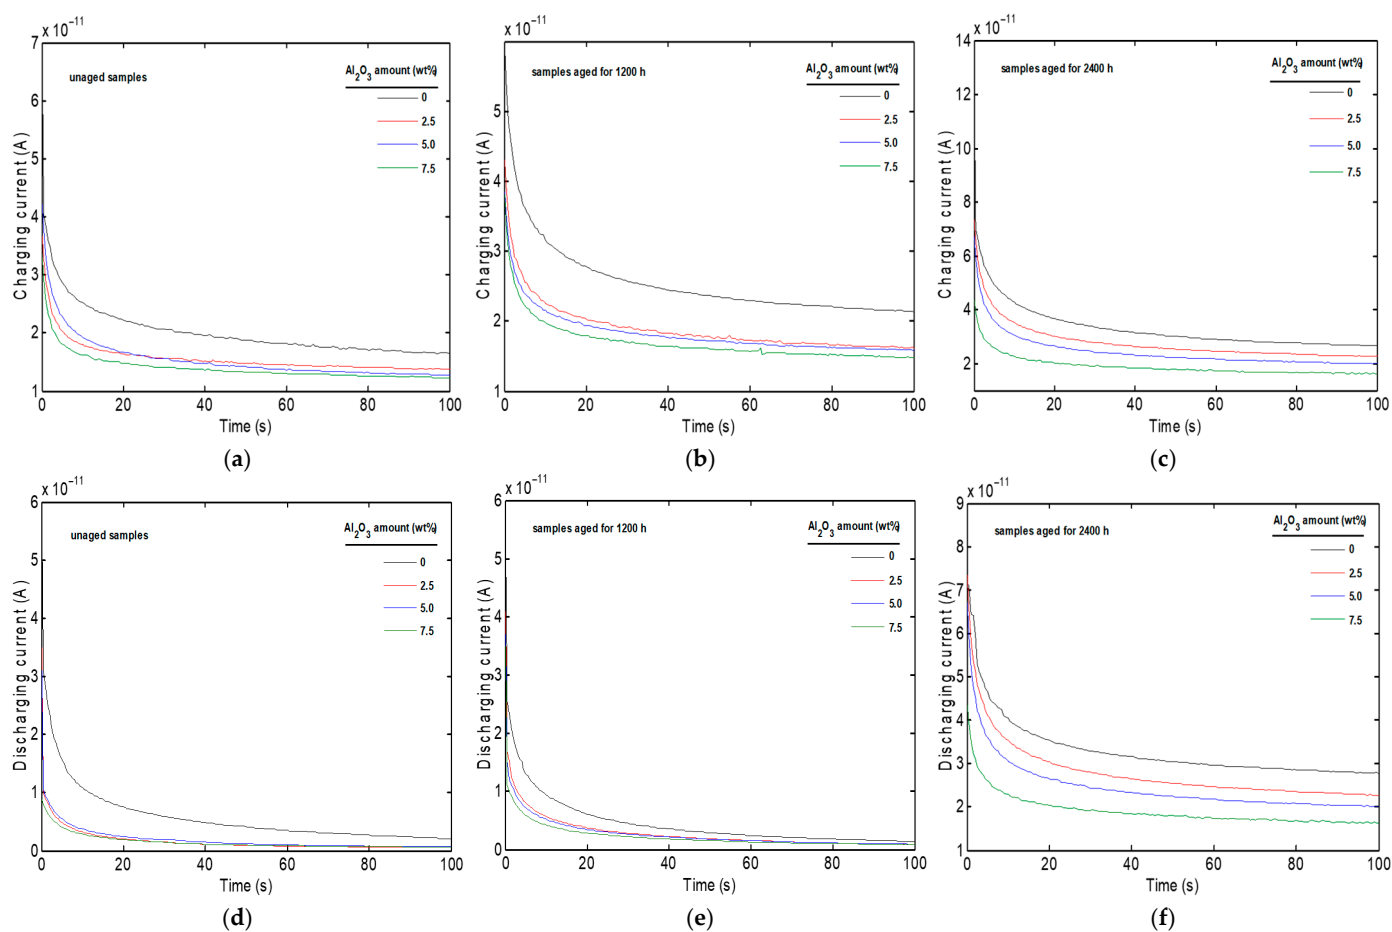 x 10⁻¹¹
7
6
5
4
3
2
1
Charging current (A)
unaged samples
Al₂O₃ amount (wt%)
0
2.5
5.0
7.5
0 20 40 60 80 100
Time (s)
(a)
x 10⁻¹¹
6
5
4
3
2
1
Charging current (A)
samples aged for 1200 h
Al₂O₃ amount (wt%)
0
2.5
5.0
7.5
0 20 40 60 80 100
Time (s)
(b)
x 10⁻¹¹
14
12
10
8
6
4
2
Charging current (A)
samples aged for 2400 h
Al₂O₃ amount (wt%)
0
2.5
5.0
7.5
0 20 40 60 80 100
Time (s)
(c)
x 10⁻¹¹
6
5
4
3
2
1
0
Discharging current (A)
unaged samples
Al₂O₃ amount (wt%)
0
2.5
5.0
7.5
0 20 40 60 80 100
Time (s)
(d)
x 10⁻¹¹
6
5
4
3
2
1
0
Discharging current (A)
samples aged for 1200 h
Al₂O₃ amount (wt%)
0
2.5
5.0
7.5
0 20 40 60 80 100
Time (s)
(e)
x 10⁻¹¹
9
8
7
6
5
4
3
2
1
Discharging current (A)
samples aged for 2400 h
Al₂O₃ amount (wt%)
0
2.5
5.0
7.5
0 20 40 60 80 100
Time (s)
(f)